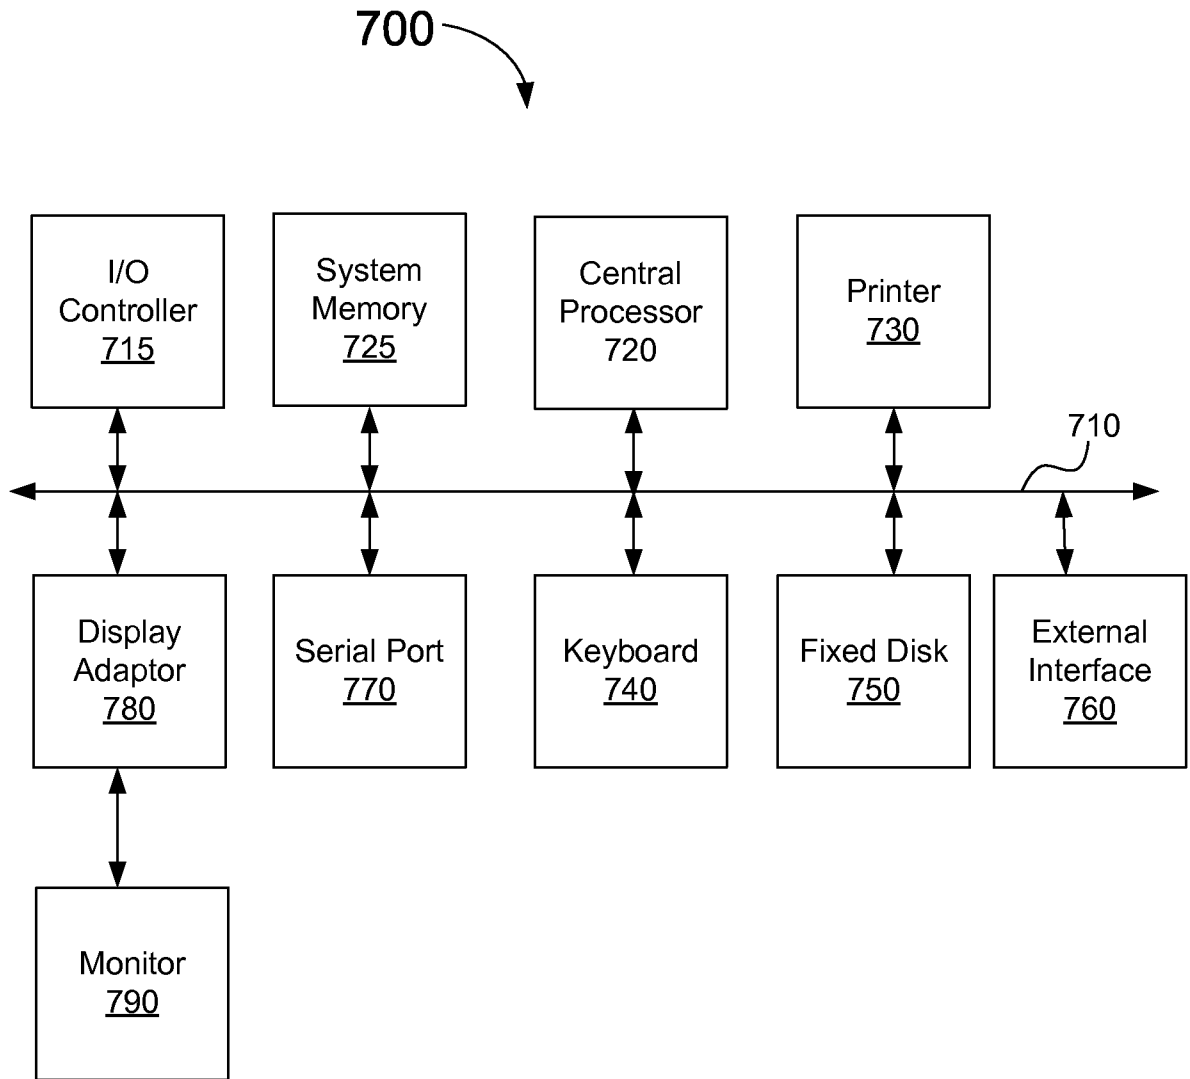 700
I/O
Controller
715
System
Memory
725
Central
Processor
720
Printer
730
710
Display
Adaptor
780
Serial Port
770
Keyboard
740
Fixed Disk
750
External
Interface
760
Monitor
790